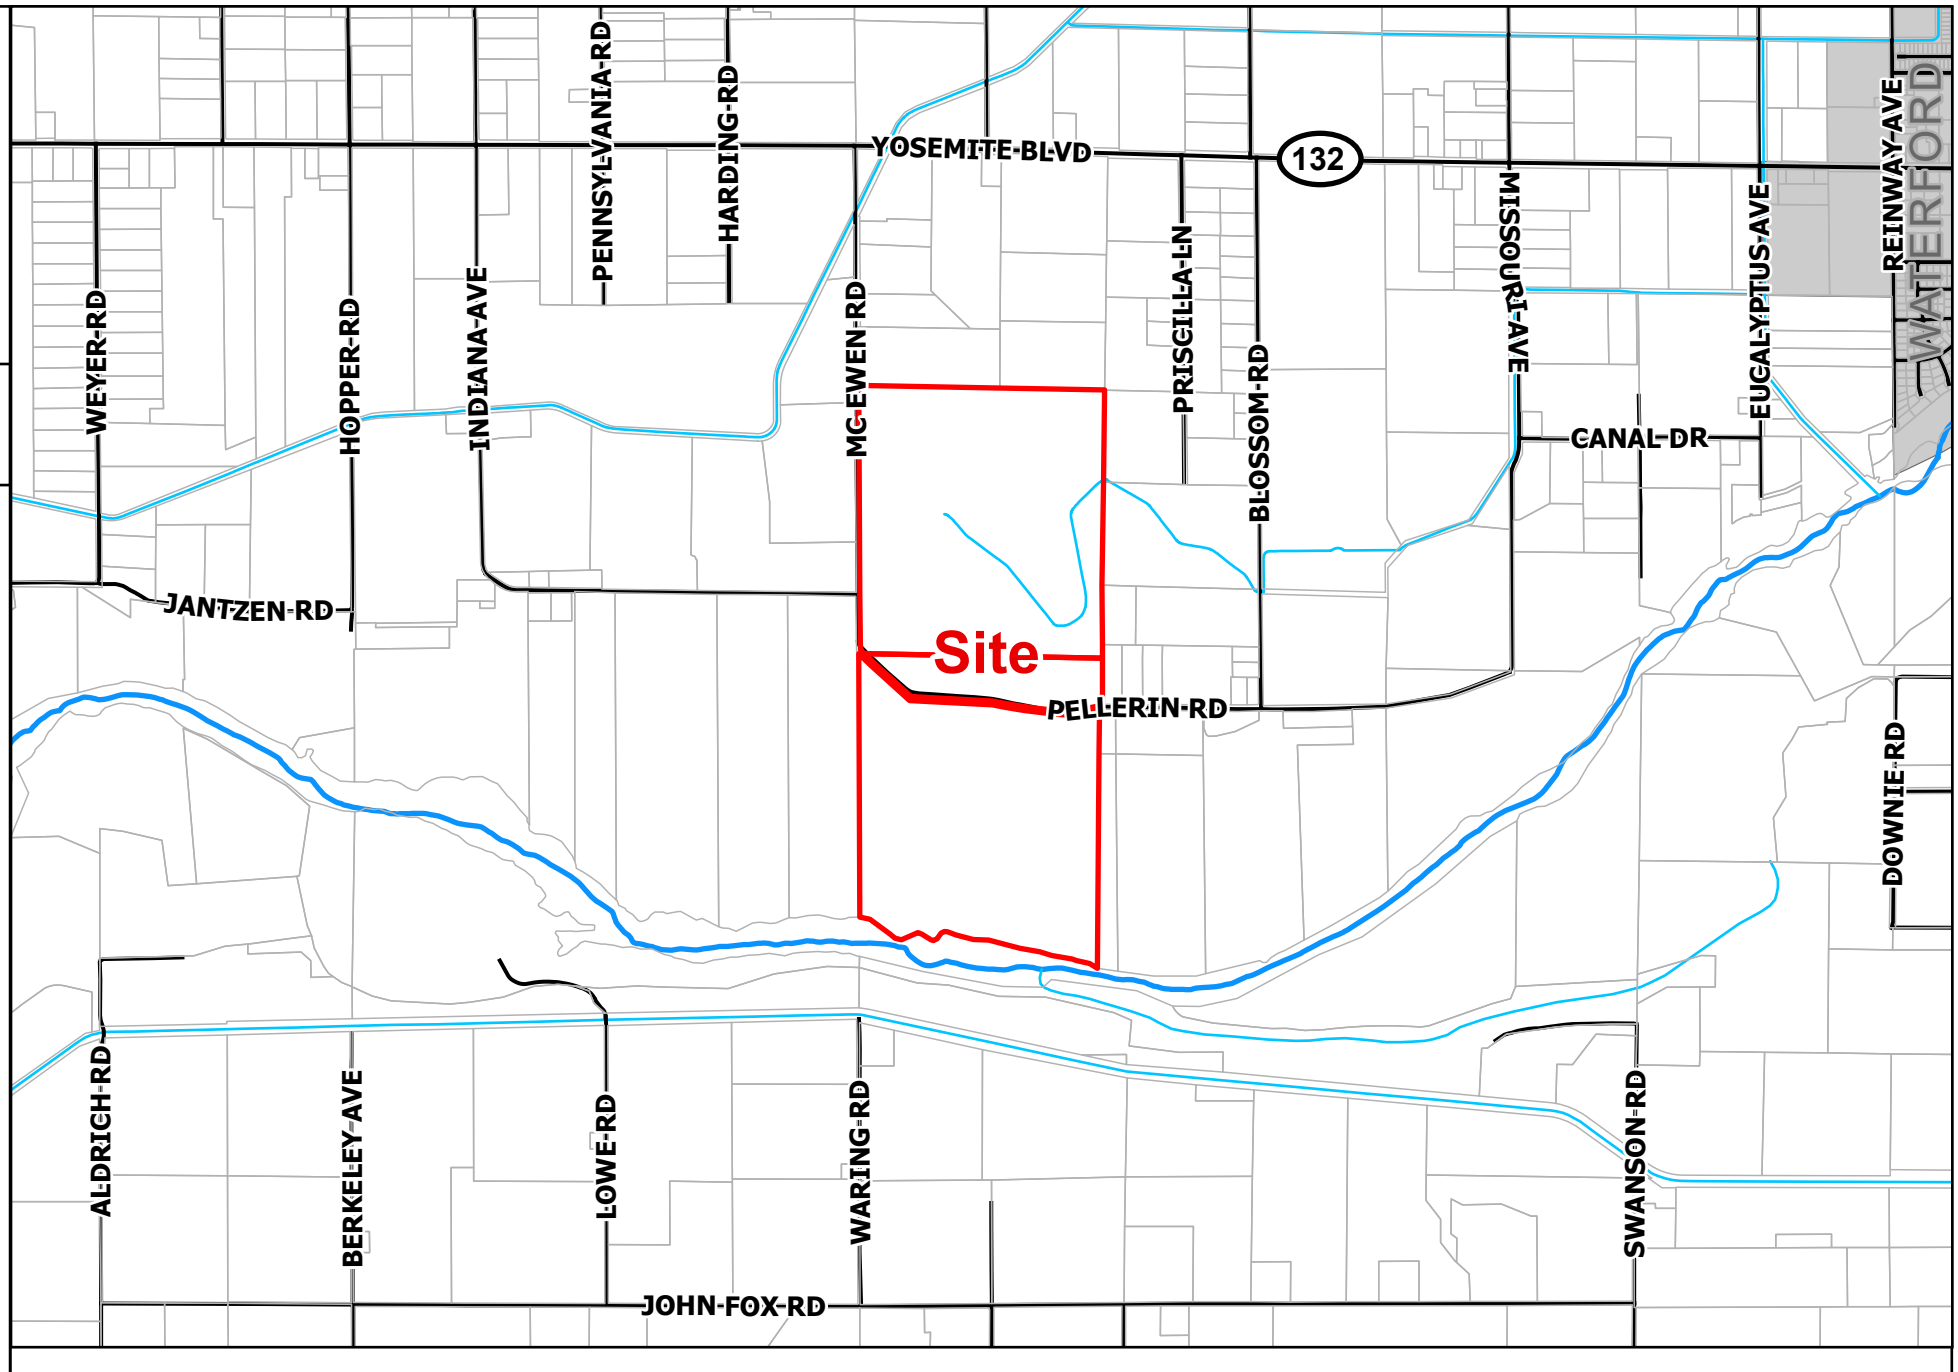 PENNSYLVANIA RD
HARDING RD
YOSEMITE BLVD
132
REINWAY AVE
WATERFORD
WEYER RD
HOPPER RD
INDIANA AVE
MC EWEN RD
PRISCILLA LN
BLOSSOM RD
MISSOURI AVE
EUCALYPTUS AVE
CANAL DR
JANTZEN RD
Site
PELLERIN RD
DOWNIE RD
ALDRICH RD
BERKELEY AVE
LOWE RD
WARING RD
SWANSON RD
JOHN FOX RD